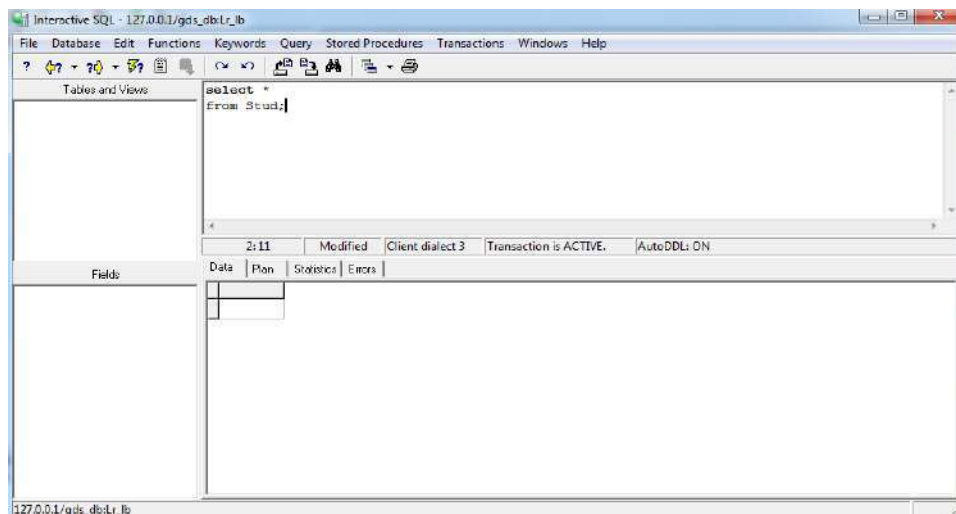 Interactive SQL - 127.0.0.1/gds_db:Lr_lb
File Database Edit Functions Keywords Query Stored Procedures Transactions Windows Help
Tables and Views
select *
from Stud;
2:11 Modified Client dialect 3 Transaction is ACTIVE. AutoDDL: ON
Fields
Data Plan Statistics Errors
127.0.0.1/gds_db:Lr_lb